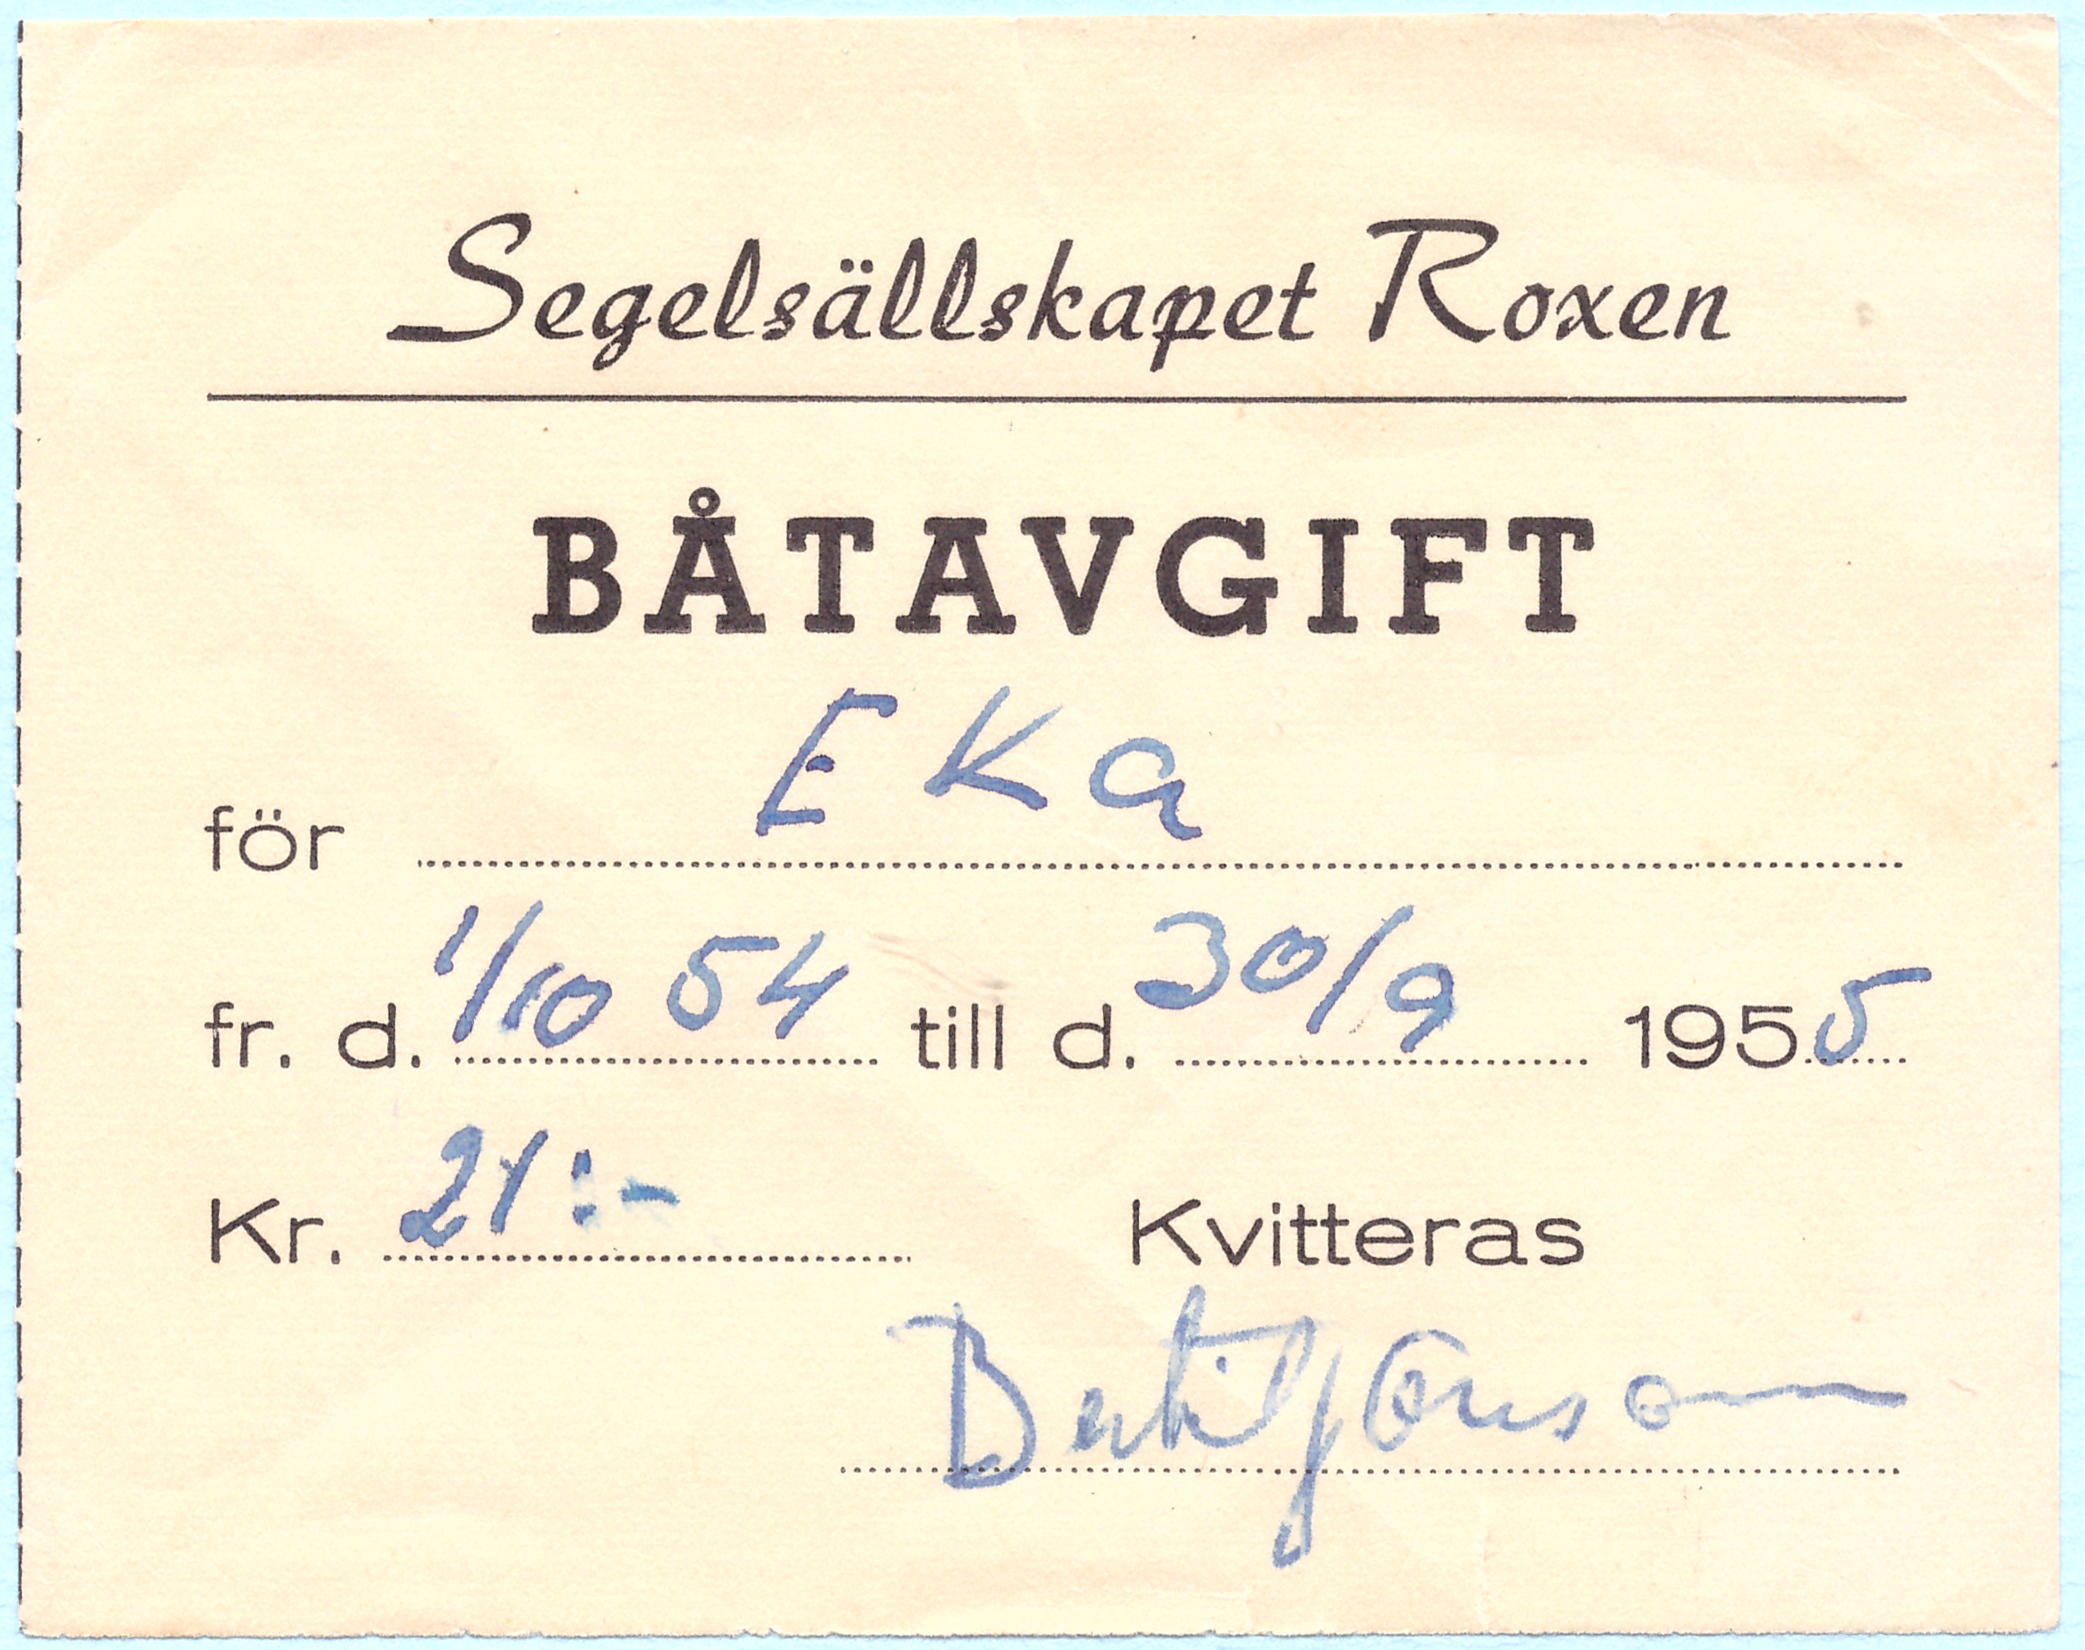 Segelsällskapet Roxen
BÅTAVGIFT
för EKa
fr. d. 1/10 54 till d. 30/9 1955
Kr. 21:- Kvitteras
Bertil Jonsson